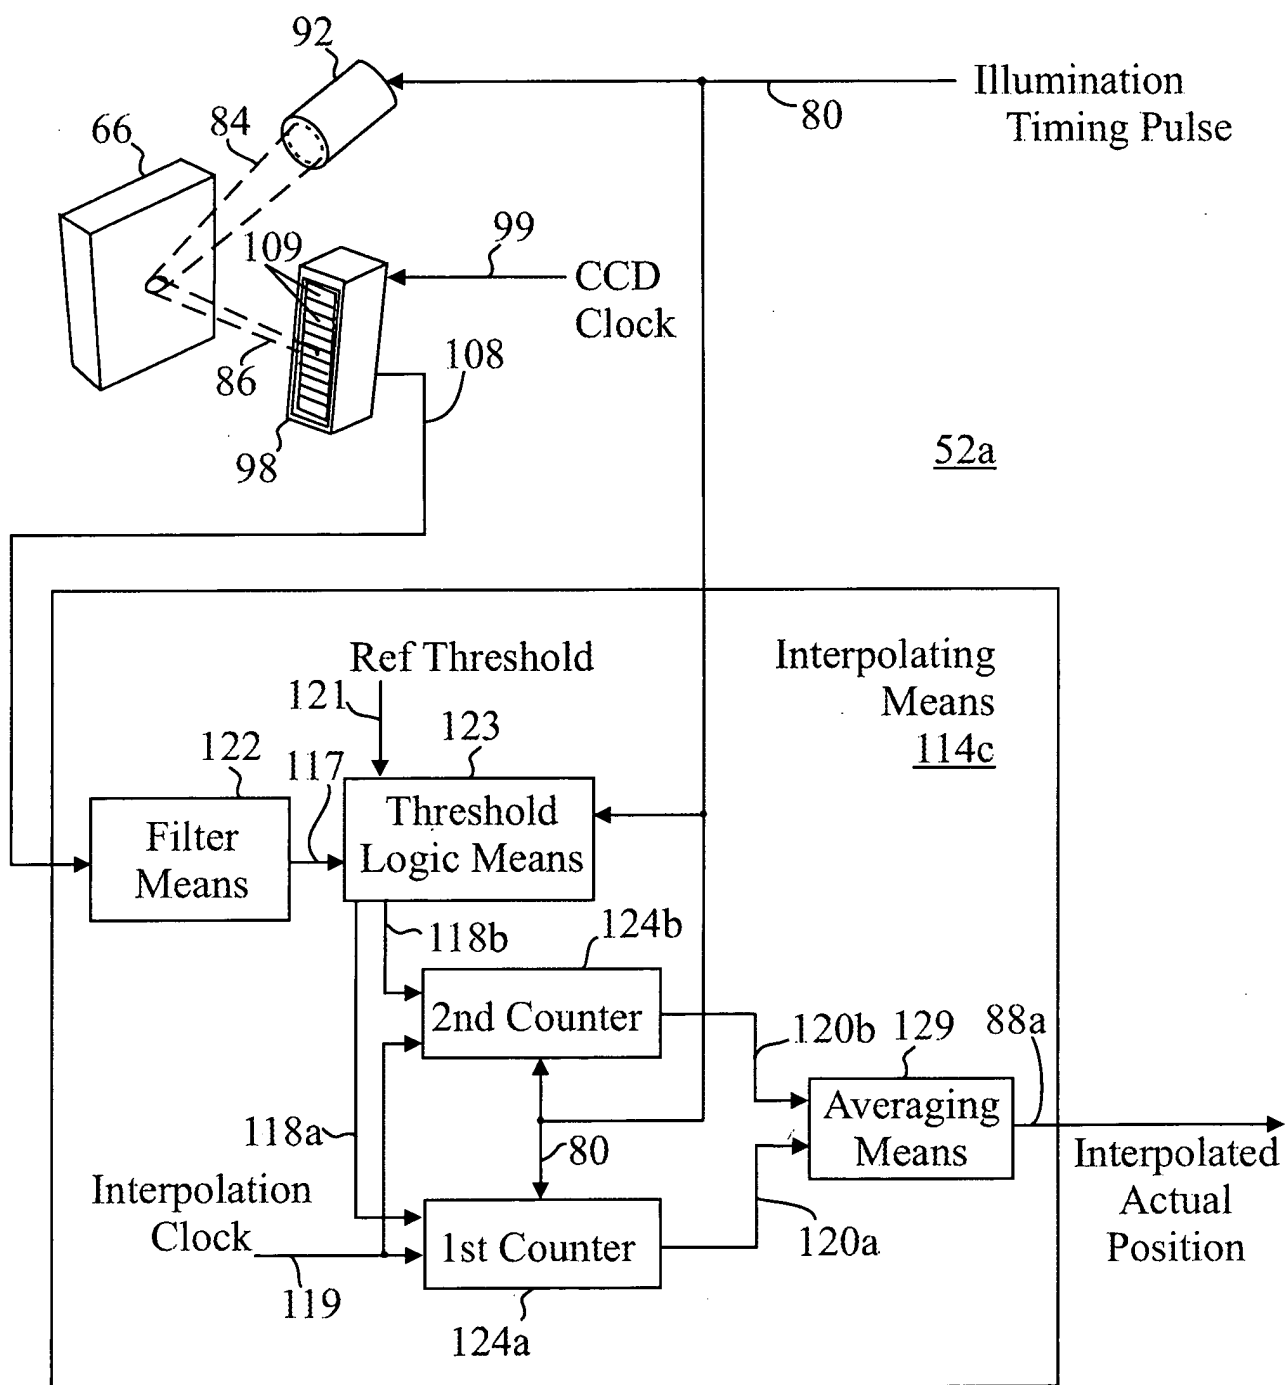 92
Illumination
80
Timing Pulse
84
66
109
99
CCD
Clock
86
108
98
52a
Ref Threshold
Interpolating
Means
114c
121
123
122
117
Threshold
Logic Means
Filter
Means
118b
124b
2nd Counter
120b
129
88a
Averaging
Means
118a
80
Interpolation
Clock
1st Counter
120a
119
124a
Interpolated
Actual
Position